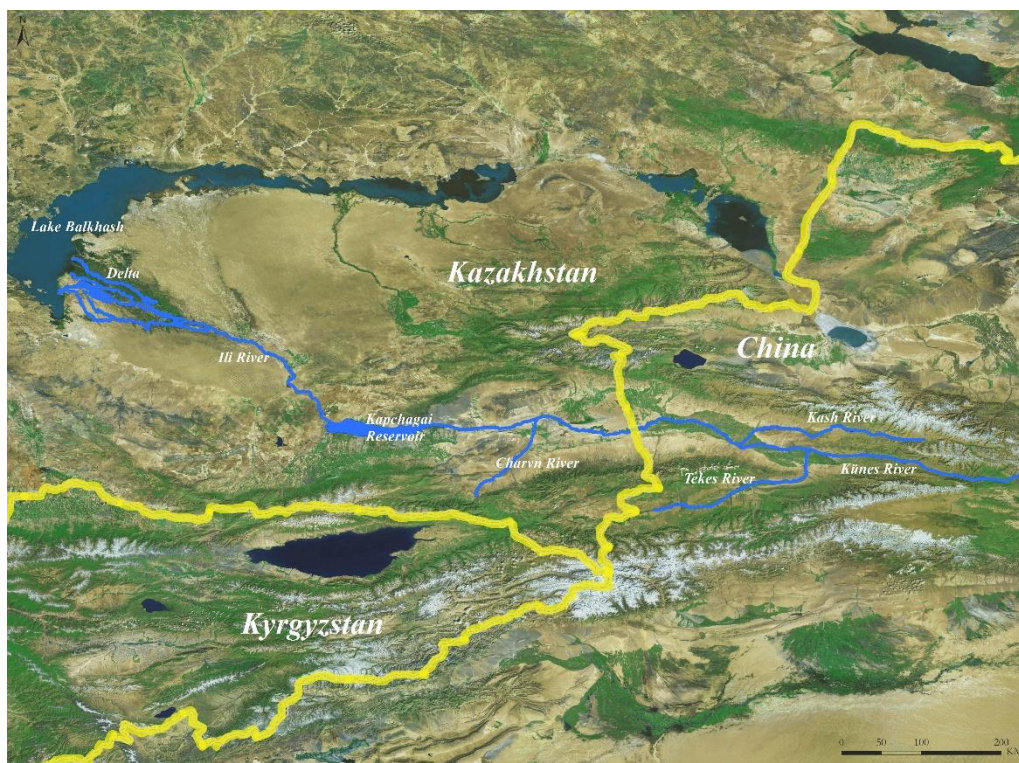 N
Lake Balkhash
Delta
Kazakhstan
Ili River
China
Kapchagai
Reservoir
Kash River
Charyn River
Tekes River
Künes River
Kyrgyzstan
0 50 100 200
KM